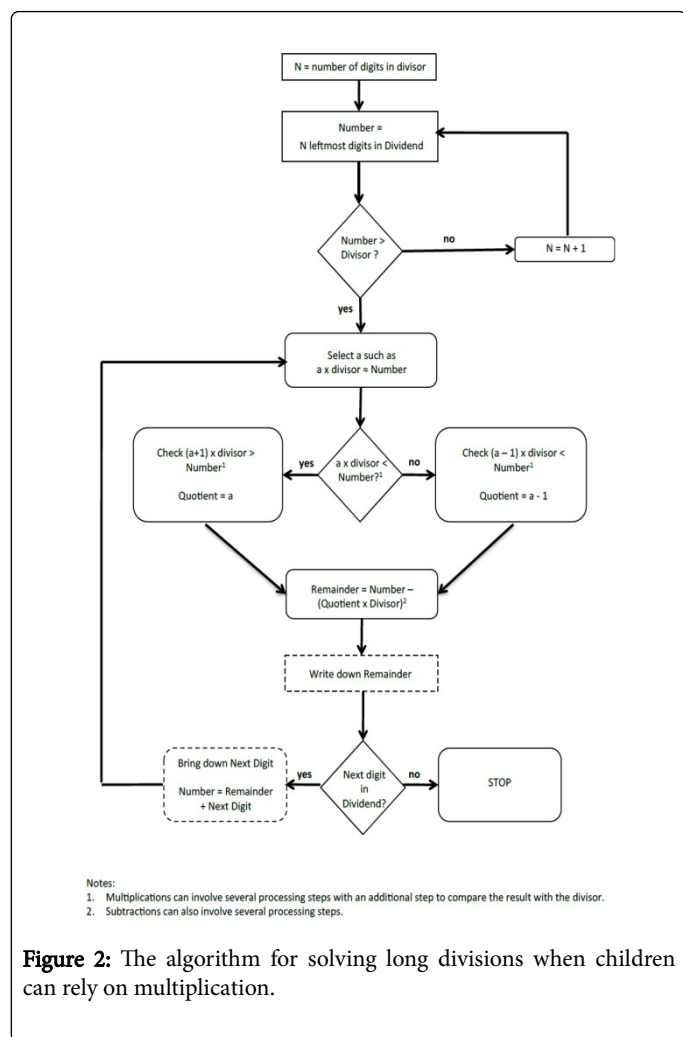 N = number of digits in divisor
Number =
N leftmost digits in Dividend
Number >
Divisor ?
no
N = N + 1
yes
Select a such as
a x divisor ≈ Number
Check (a+1) x divisor >
Number¹
Quotient = a
yes
a x divisor <
Number?¹
no
Check (a – 1) x divisor <
Number¹
Quotient = a - 1
Remainder = Number –
(Quotient x Divisor)²
Write down Remainder
Bring down Next Digit
Number = Remainder
+ Next Digit
yes
Next digit
in
Dividend?
no
STOP
Notes:
1. Multiplications can involve several processing steps with an additional step to compare the result with the divisor.
2. Subtractions can also involve several processing steps.
Figure 2: The algorithm for solving long divisions when children
can rely on multiplication.